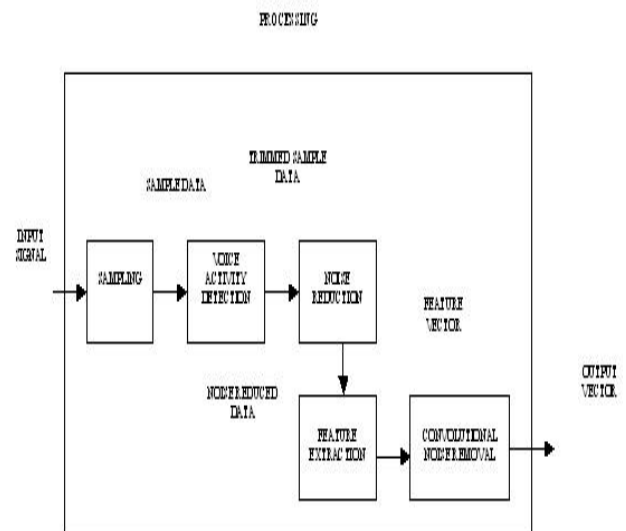 PROCESSING
TRIMMED SAMPLE
DATA
SAMPLE DATA
INPUT
SIGNAL
SAMPLING
VOICE
ACTIVITY
DETECTION
NOISE
REDUCTION
FEATURE
VECTOR
OUTPUT
VECTOR
NOISE REDUCED
DATA
FEATURE
EXTRACTION
CONVOLUTIONAL
NOISE REMOVAL